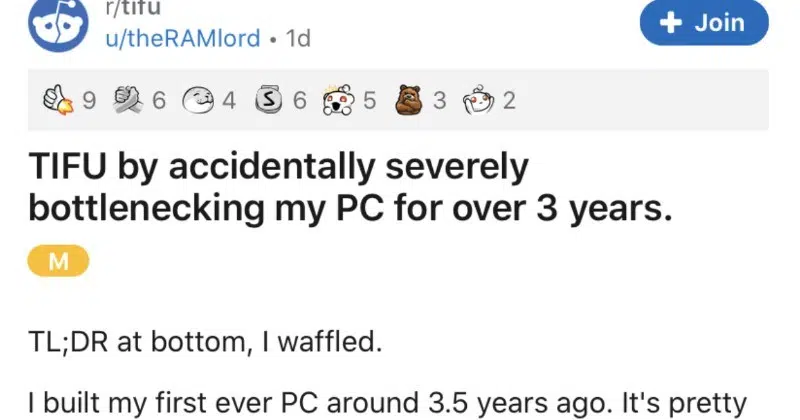 r/tifu
u/theRAMlord • 1d
+ Join
9 6 4 S 6 5 3 2
TIFU by accidentally severely
bottlenecking my PC for over 3 years.
M
TL;DR at bottom, I waffled.
I built my first ever PC around 3.5 years ago. It's pretty